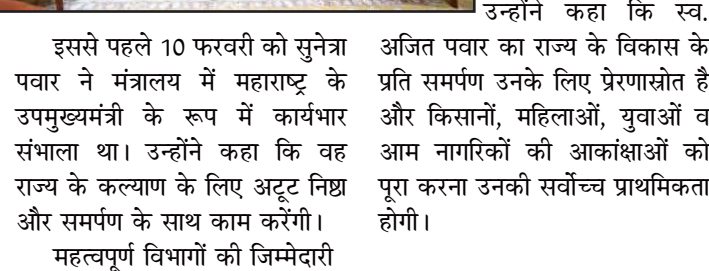 इससे पहले 10 फरवरी को सुनेत्रा
पवार ने मंत्रालय में महाराष्ट्र के
उपमुख्यमंत्री के रूप में कार्यभार
संभाला था। उन्होंने कहा कि वह
राज्य के कल्याण के लिए अटूट निष्ठा
और समर्पण के साथ काम करेंगी।
महत्वपूर्ण विभागों की जिम्मेदारी
उन्होंने कहा कि स्व.
अजित पवार का राज्य के विकास के
प्रति समर्पण उनके लिए प्रेरणास्रोत है
और किसानों, महिलाओं, युवाओं व
आम नागरिकों की आकांक्षाओं को
पूरा करना उनकी सर्वोच्च प्राथमिकता
होगी।